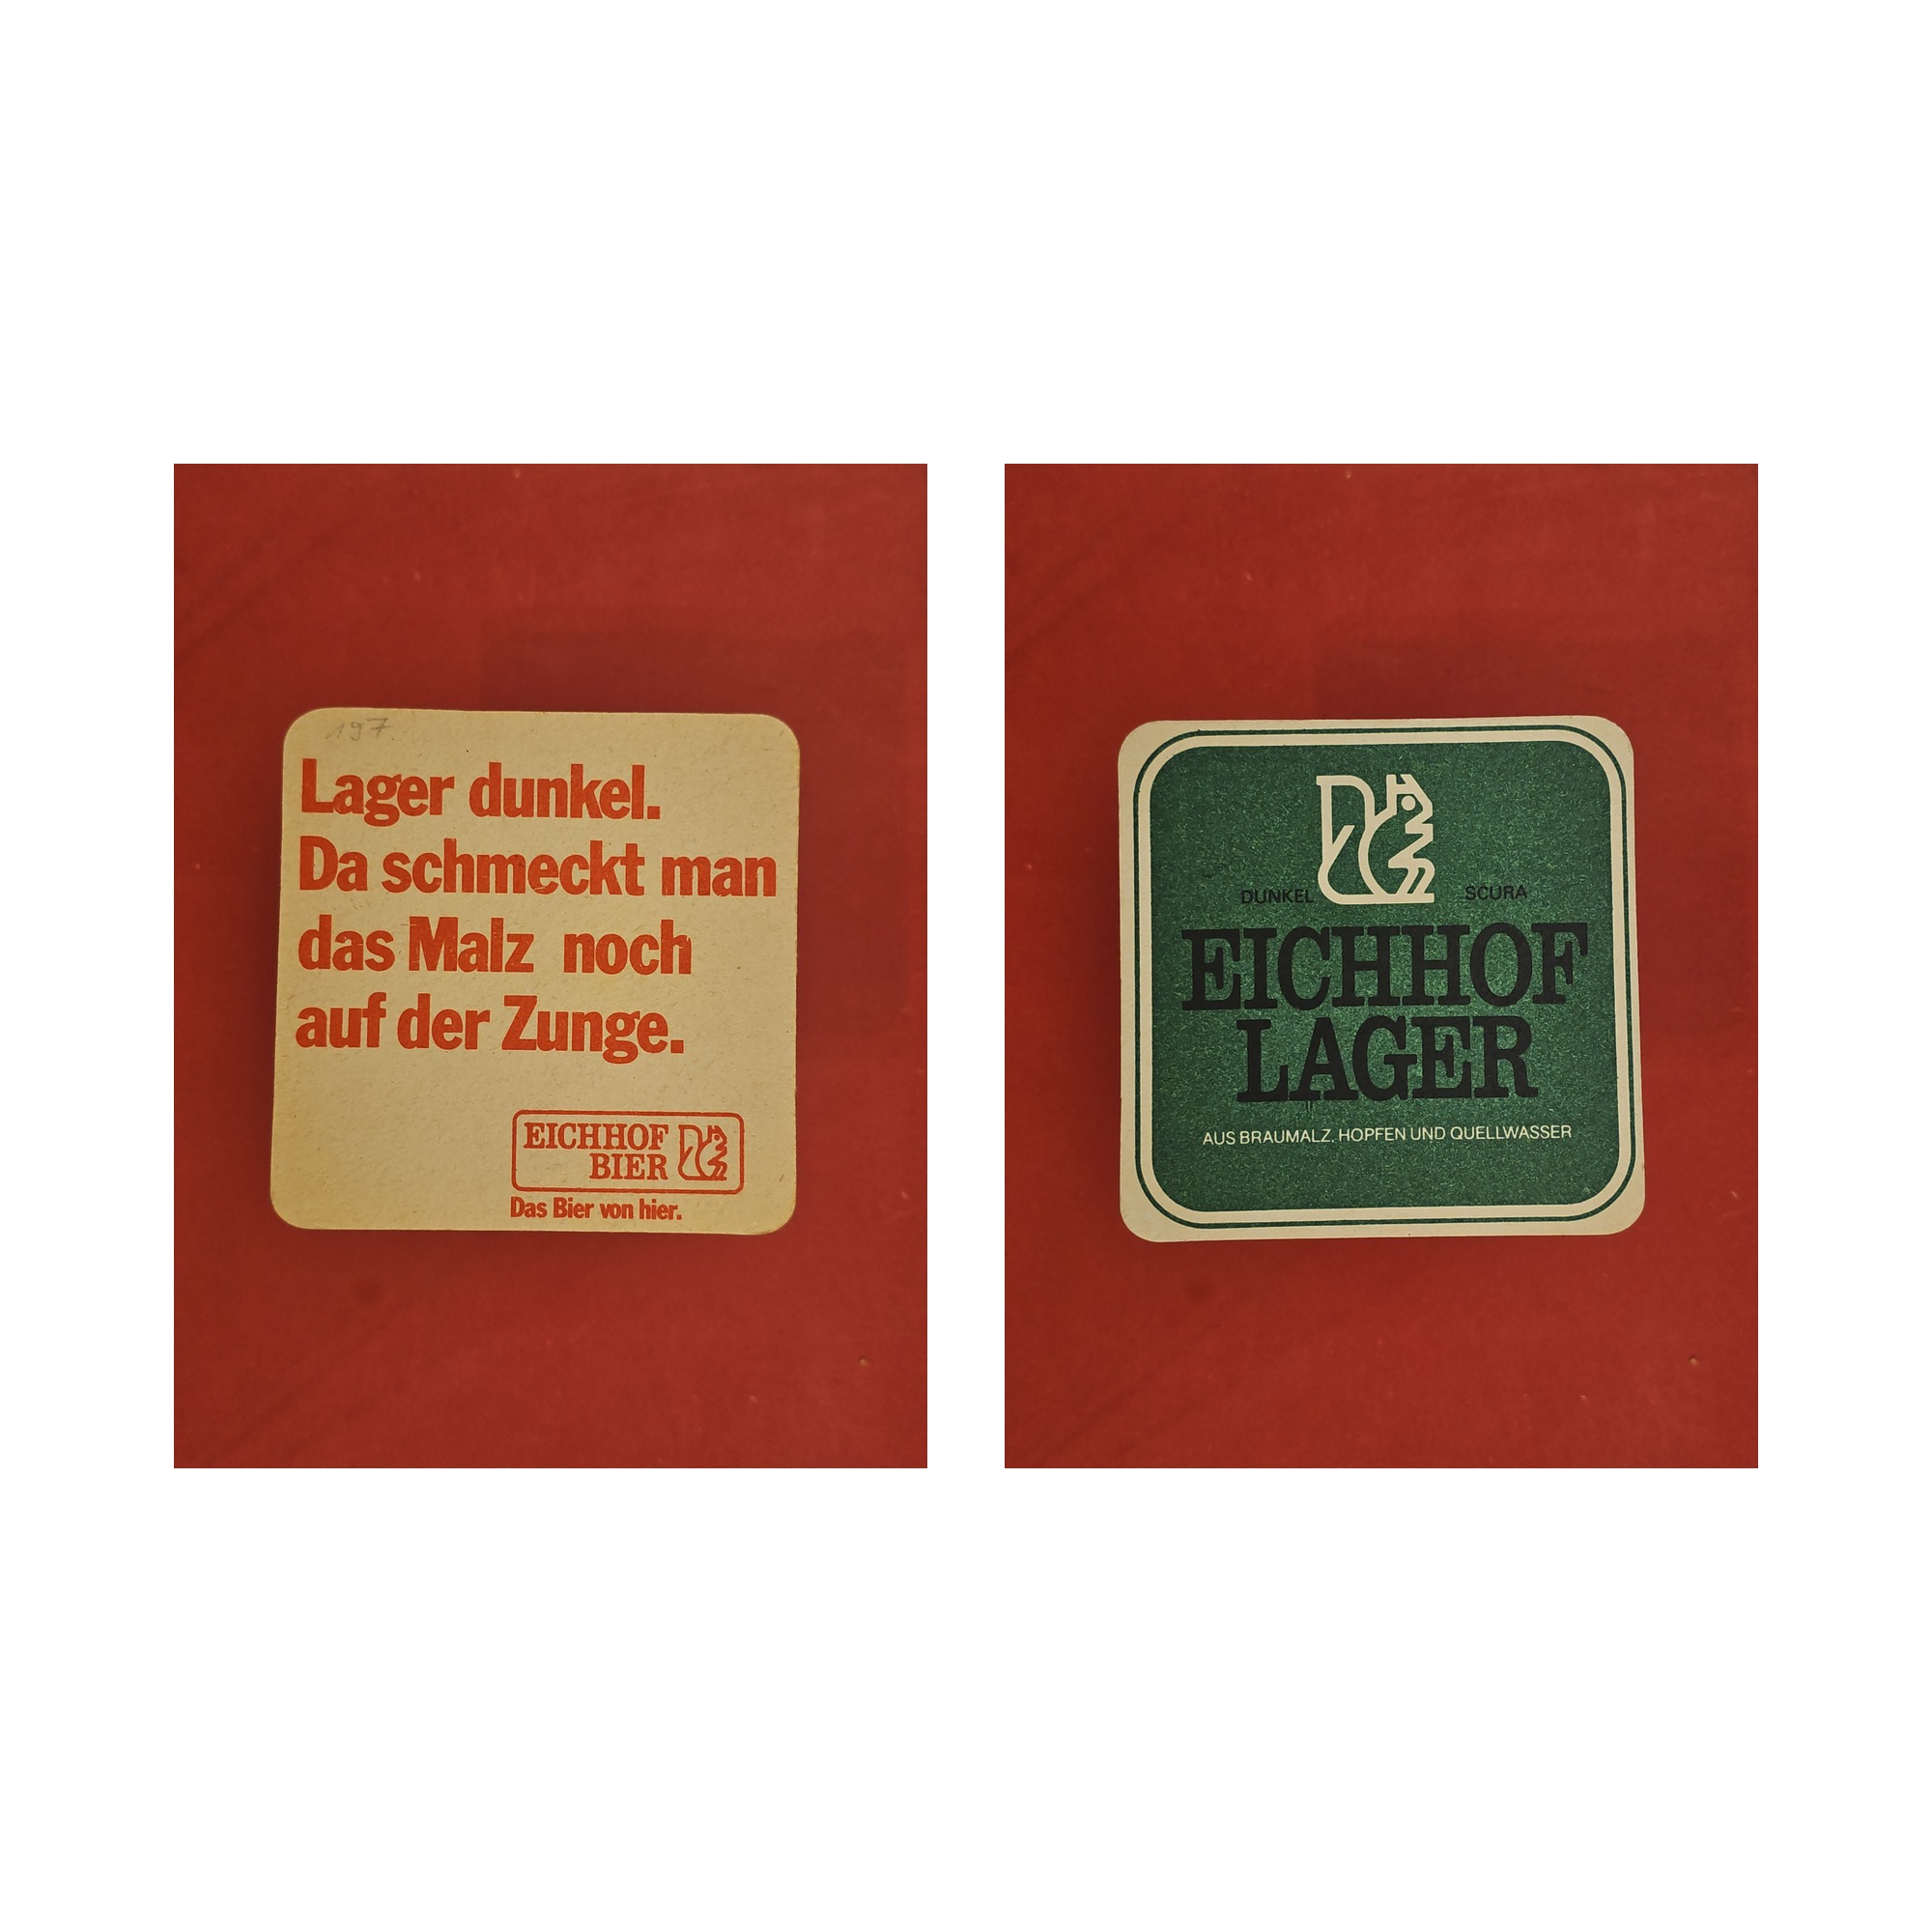 197.
Lager dunkel.
Da schmeckt man
das Malz noch
auf der Zunge.
EICHHOF
BIER
Das Bier von hier.
DUNKEL SCURA
EICHHOF
LAGER
AUS BRAUMALZ, HOPFEN UND QUELLWASSER